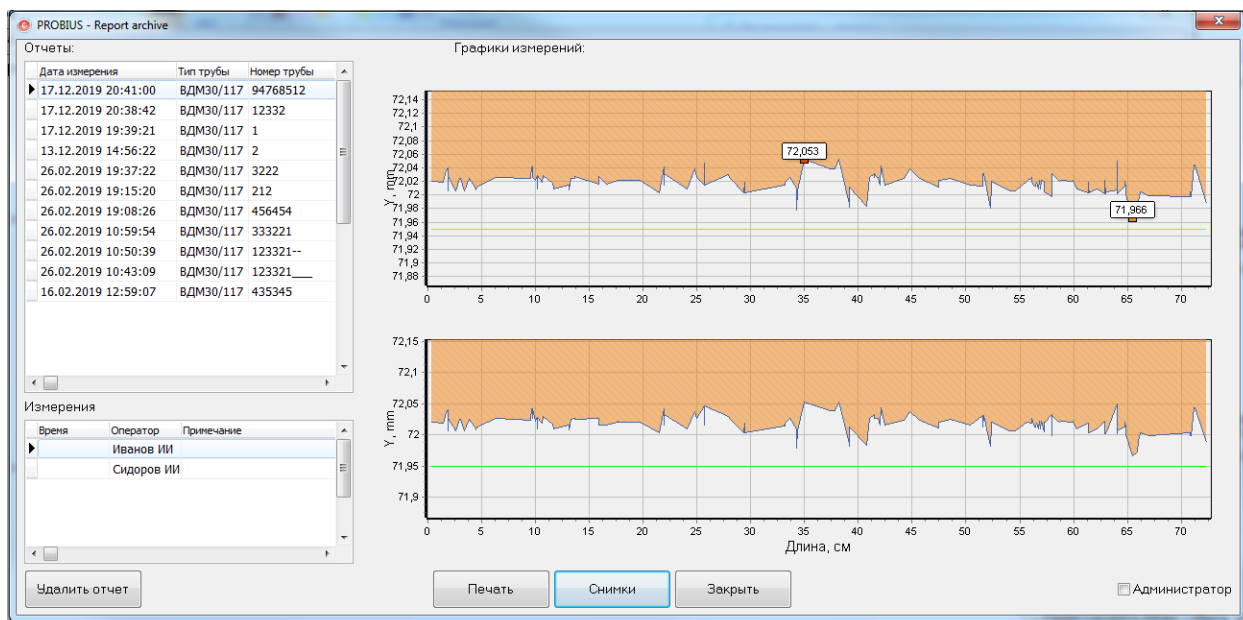 PROBIUS - Report archive
Отчеты:
Дата измерения Тип трубы Номер трубы
17.12.2019 20:41:00 ВДМ30/117 94768512
17.12.2019 20:38:42 ВДМ30/117 12332
17.12.2019 19:39:21 ВДМ30/117 1
13.12.2019 14:56:22 ВДМ30/117 2
26.02.2019 19:37:22 ВДМ30/117 3222
26.02.2019 19:15:20 ВДМ30/117 212
26.02.2019 19:08:26 ВДМ30/117 456454
26.02.2019 10:59:54 ВДМ30/117 333221
26.02.2019 10:50:39 ВДМ30/117 123321--
26.02.2019 10:43:09 ВДМ30/117 123321___
16.02.2019 12:59:07 ВДМ30/117 435345
Измерения
Время Оператор Примечание
Иванов ИИ
Сидоров ИИ
Удалить отчет
Графики измерений:
72,14
72,12
72,1
72,08
72,06
72,04
72,02
72
71,98
71,96
71,94
71,92
71,9
71,88
Y, mm
72,053
71,966
0 5 10 15 20 25 30 35 40 45 50 55 60 65 70
72,15
72,1
72,05
72
71,95
71,9
Y, mm
0 5 10 15 20 25 30 35 40 45 50 55 60 65 70
Длина, см
Печать Снимки Закрыть
Администратор